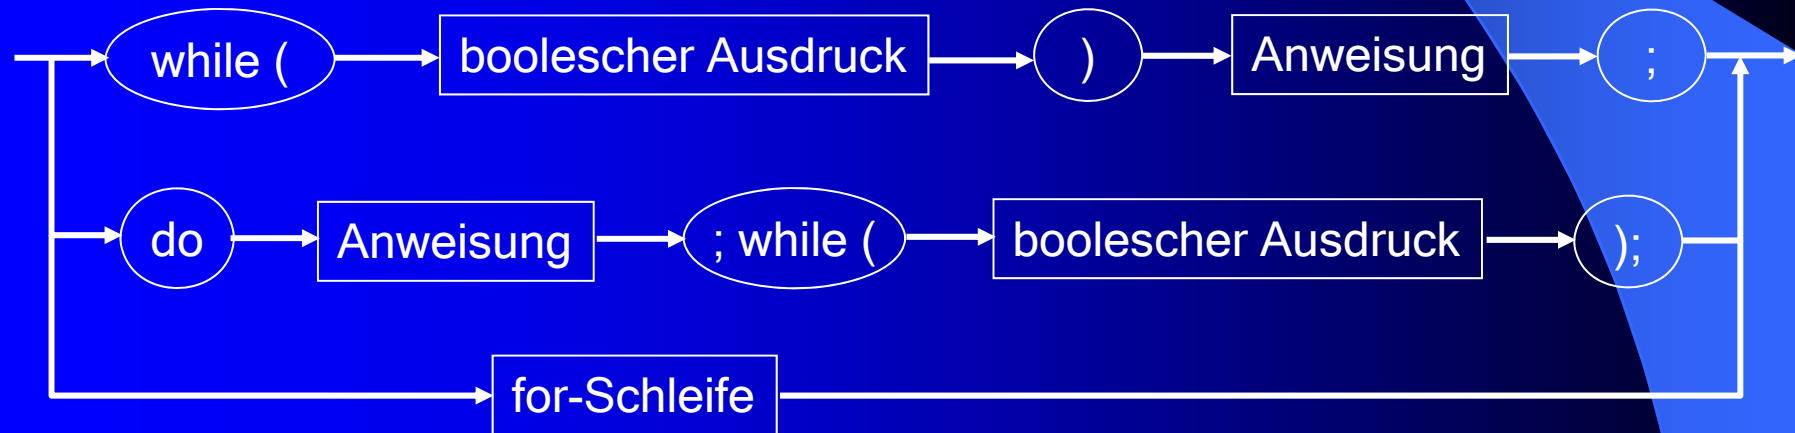 while ( boolescher Ausdruck ) Anweisung ;
do Anweisung ; while ( boolescher Ausdruck );
for-Schleife